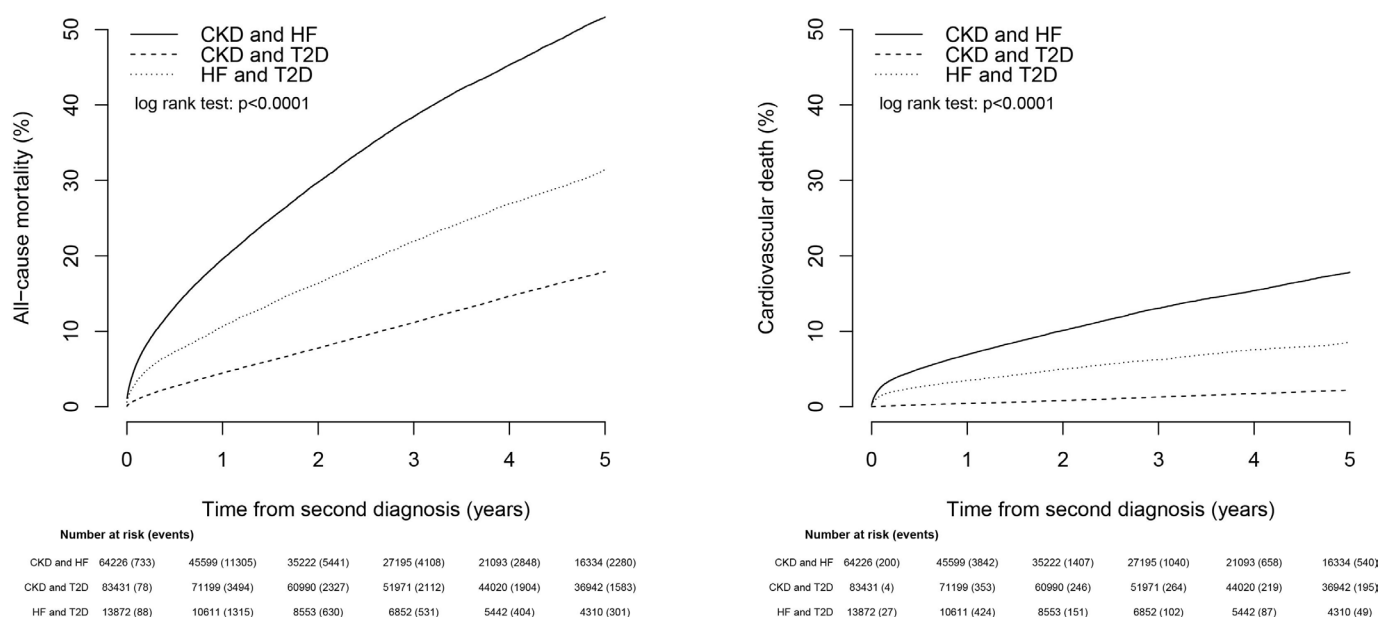 All−cause mortality (%)
50
40
30
20
10
0
CKD and HF
CKD and T2D
HF and T2D
log rank test: p<0.0001
0 1 2 3 4 5
Time from second diagnosis (years)
Number at risk (events)
CKD and HF 64226 (733) 45599 (11305) 35222 (5441) 27195 (4108) 21093 (2848) 16334 (2280)
CKD and T2D 83431 (78) 71199 (3494) 60990 (2327) 51971 (2112) 44020 (1904) 36942 (1583)
HF and T2D 13872 (88) 10611 (1315) 8553 (630) 6852 (531) 5442 (404) 4310 (301)
Cardiovascular death (%)
50
40
30
20
10
0
CKD and HF
CKD and T2D
HF and T2D
log rank test: p<0.0001
0 1 2 3 4 5
Time from second diagnosis (years)
Number at risk (events)
CKD and HF 64226 (200) 45599 (3842) 35222 (1407) 27195 (1040) 21093 (658) 16334 (540)
CKD and T2D 83431 (4) 71199 (353) 60990 (246) 51971 (264) 44020 (219) 36942 (195)
HF and T2D 13872 (27) 10611 (424) 8553 (151) 6852 (102) 5442 (87) 4310 (49)